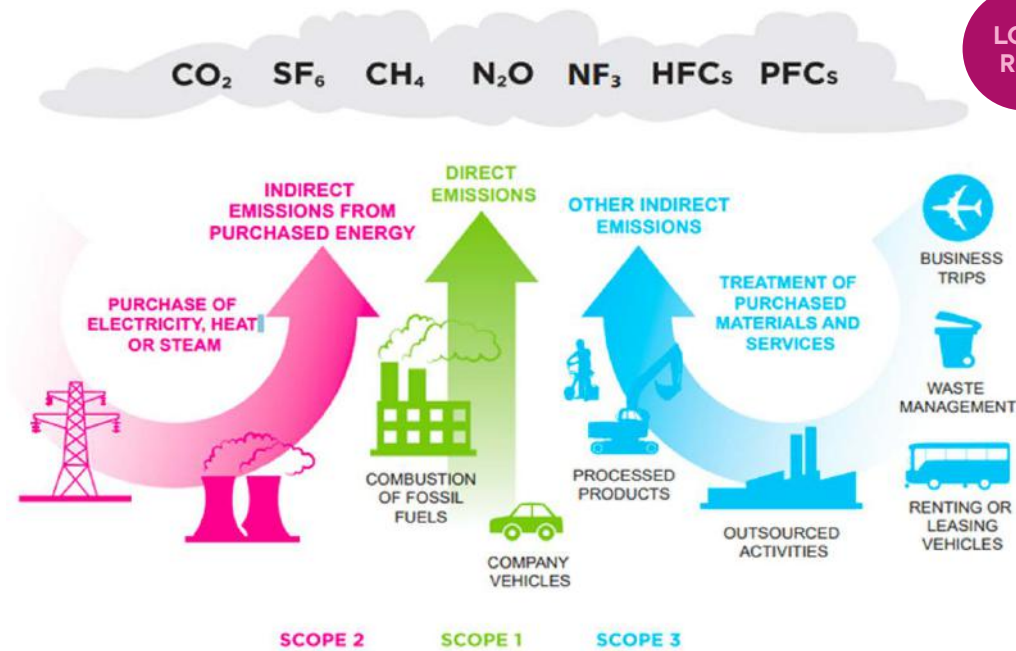 CO₂ SF₆ CH₄ N₂O NF₃ HFCs PFCs
INDIRECT
EMISSIONS FROM
PURCHASED ENERGY
DIRECT
EMISSIONS
OTHER INDIRECT
EMISSIONS
PURCHASE OF
ELECTRICITY, HEAT
OR STEAM
TREATMENT OF
PURCHASED
MATERIALS AND
SERVICES
BUSINESS
TRIPS
WASTE
MANAGEMENT
COMBUSTION
OF FOSSIL
FUELS
COMPANY
VEHICLES
PROCESSED
PRODUCTS
OUTSOURCED
ACTIVITIES
RENTING OR
LEASING
VEHICLES
SCOPE 2 SCOPE 1 SCOPE 3